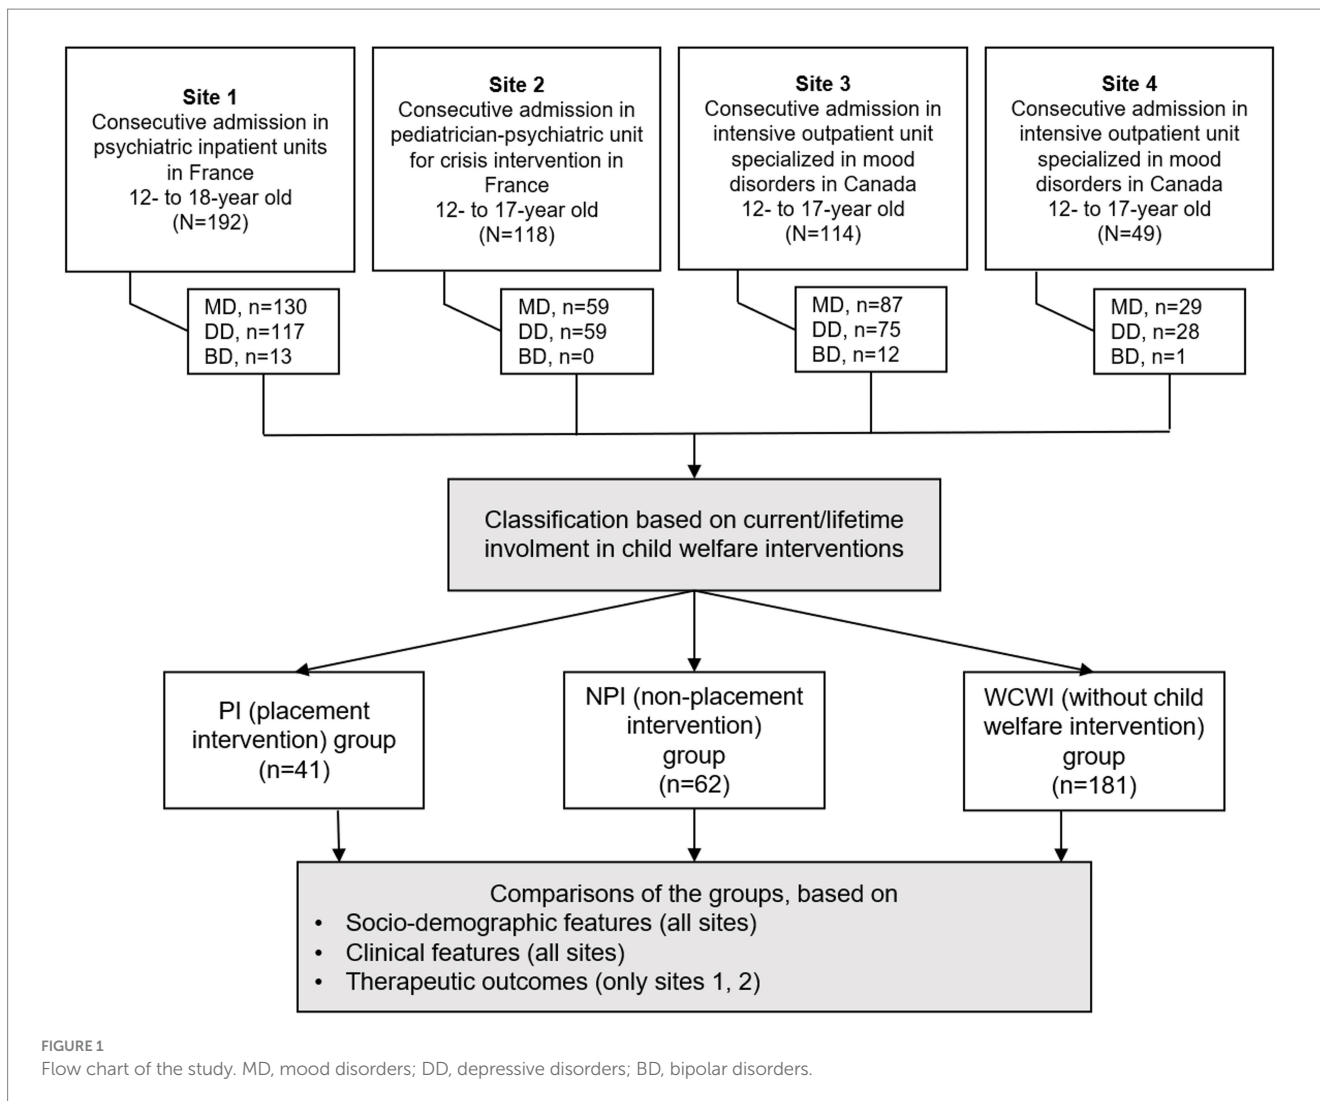 Site 1
Consecutive admission in
psychiatric inpatient units
in France
12- to 18-year old
(N=192)
Site 2
Consecutive admission in
pediatrician-psychiatric unit
for crisis intervention in
France
12- to 17-year old
(N=118)
Site 3
Consecutive admission in
intensive outpatient unit
specialized in mood
disorders in Canada
12- to 17-year old
(N=114)
Site 4
Consecutive admission in
intensive outpatient unit
specialized in mood
disorders in Canada
12- to 17-year old
(N=49)
MD, n=130
DD, n=117
BD, n=13
MD, n=59
DD, n=59
BD, n=0
MD, n=87
DD, n=75
BD, n=12
MD, n=29
DD, n=28
BD, n=1
Classification based on current/lifetime
involment in child welfare interventions
PI (placement
intervention) group
(n=41)
NPI (non-placement
intervention)
group
(n=62)
WCWI (without child
welfare intervention)
group
(n=181)
Comparisons of the groups, based on
• Socio-demographic features (all sites)
• Clinical features (all sites)
• Therapeutic outcomes (only sites 1, 2)
FIGURE 1
Flow chart of the study. MD, mood disorders; DD, depressive disorders; BD, bipolar disorders.